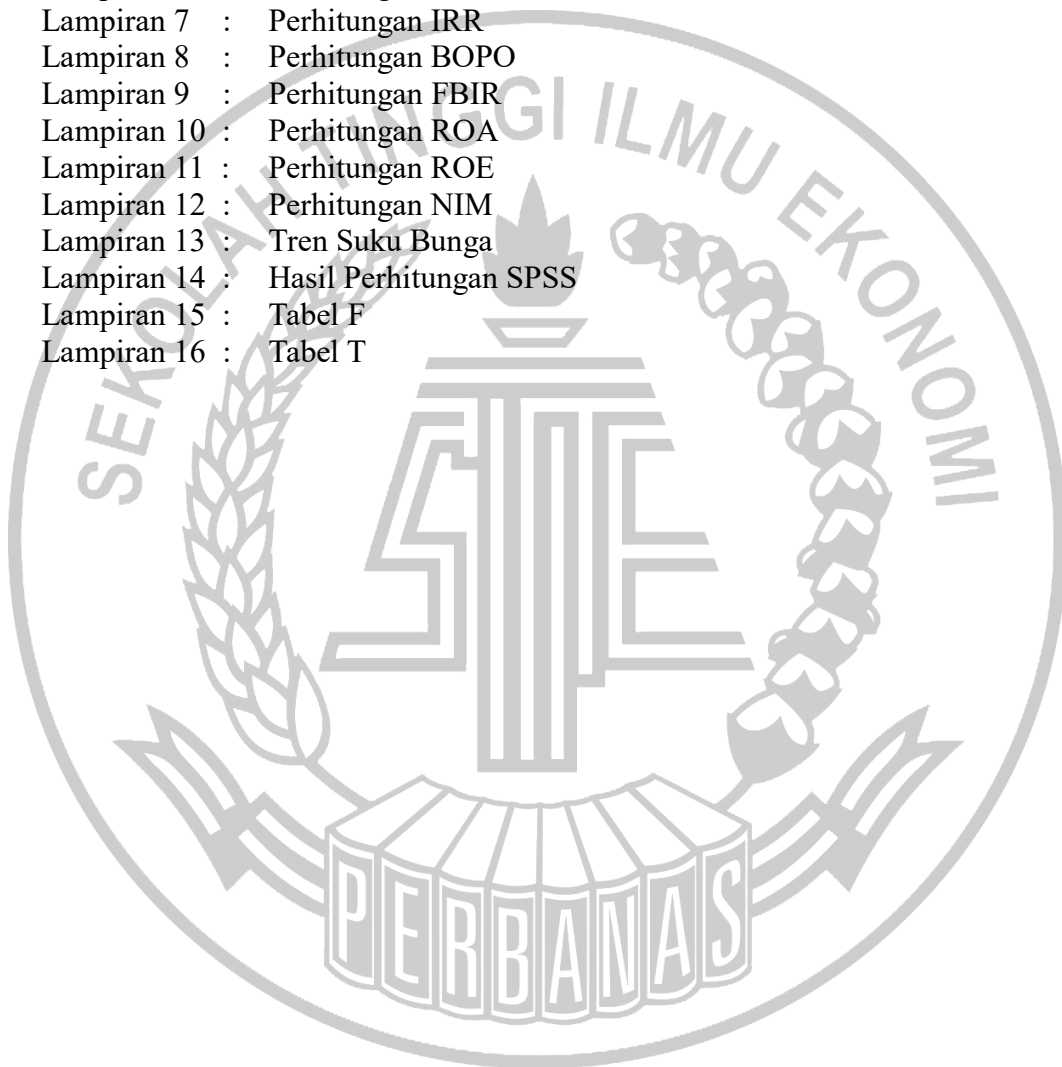 Lampiran 7 : Perhitungan IRR
Lampiran 8 : Perhitungan BOPO
Lampiran 9 : Perhitungan FBIR
Lampiran 10 : Perhitungan ROA
Lampiran 11 : Perhitungan ROE
Lampiran 12 : Perhitungan NIM
Lampiran 13 : Tren Suku Bunga
Lampiran 14 : Hasil Perhitungan SPSS
Lampiran 15 : Tabel F
Lampiran 16 : Tabel T
SEKOLAH TINGGI ILMU EKONOMI
STIE
PERBANAS